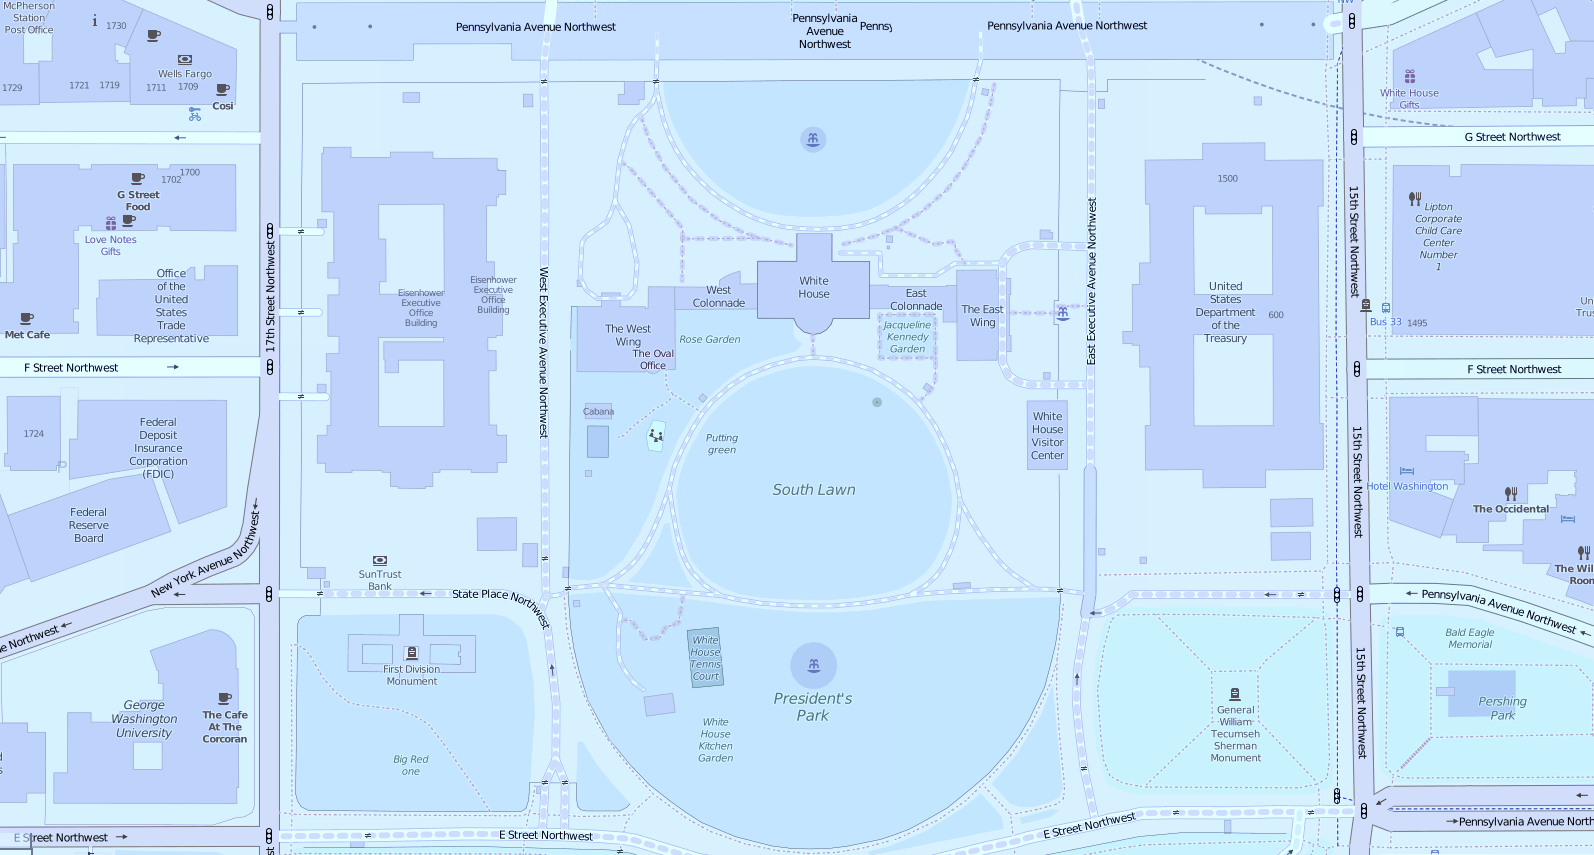 McPherson
Station
Post Office
1730
Wells Fargo
1729
1721
1719
1711
1709
Cosi
Pennsylvania Avenue Northwest
Pennsylvania
Avenue
Northwest
Pennsy
Pennsylvania Avenue Northwest
NW
White House
Gifts
G Street Northwest
1700
1702
G Street
Food
Love Notes
Gifts
Office
of the
United
States
Trade
Representative
Met Cafe
17th Street Northwest
F Street Northwest
Eisenhower
Executive
Office
Building
Eisenhower
Executive
Office
Building
West Executive Avenue Northwest
West
Colonnade
White
House
East
Colonnade
The East
Wing
The West
Wing
The Oval
Office
Rose Garden
Jacqueline
Kennedy
Garden
East Executive Avenue Northwest
1500
United
States
Department
of the
Treasury
600
15th Street Northwest
Lipton
Corporate
Child Care
Center
Number
1
Bus 33
1495
Un
Trus
F Street Northwest
1724
Federal
Deposit
Insurance
Corporation
(FDIC)
Federal
Reserve
Board
New York Avenue Northwest
Cabana
Putting
green
South Lawn
White
House
Visitor
Center
15th Street Northwest
Hotel Washington
The Occidental
The Wil
Room
SunTrust
Bank
State Place Northwest
Pennsylvania Avenue Northwest
e Northwest
First Division
Monument
George
Washington
University
The Cafe
At The
Corcoran
Big Red
one
White
House
Tennis
Court
President's
Park
White
House
Kitchen
Garden
General
William
Tecumseh
Sherman
Monument
15th Street Northwest
Bald Eagle
Memorial
Pershing
Park
d
s
E Street Northwest
E Street Northwest
E Street Northwest
Pennsylvania Avenue North
st